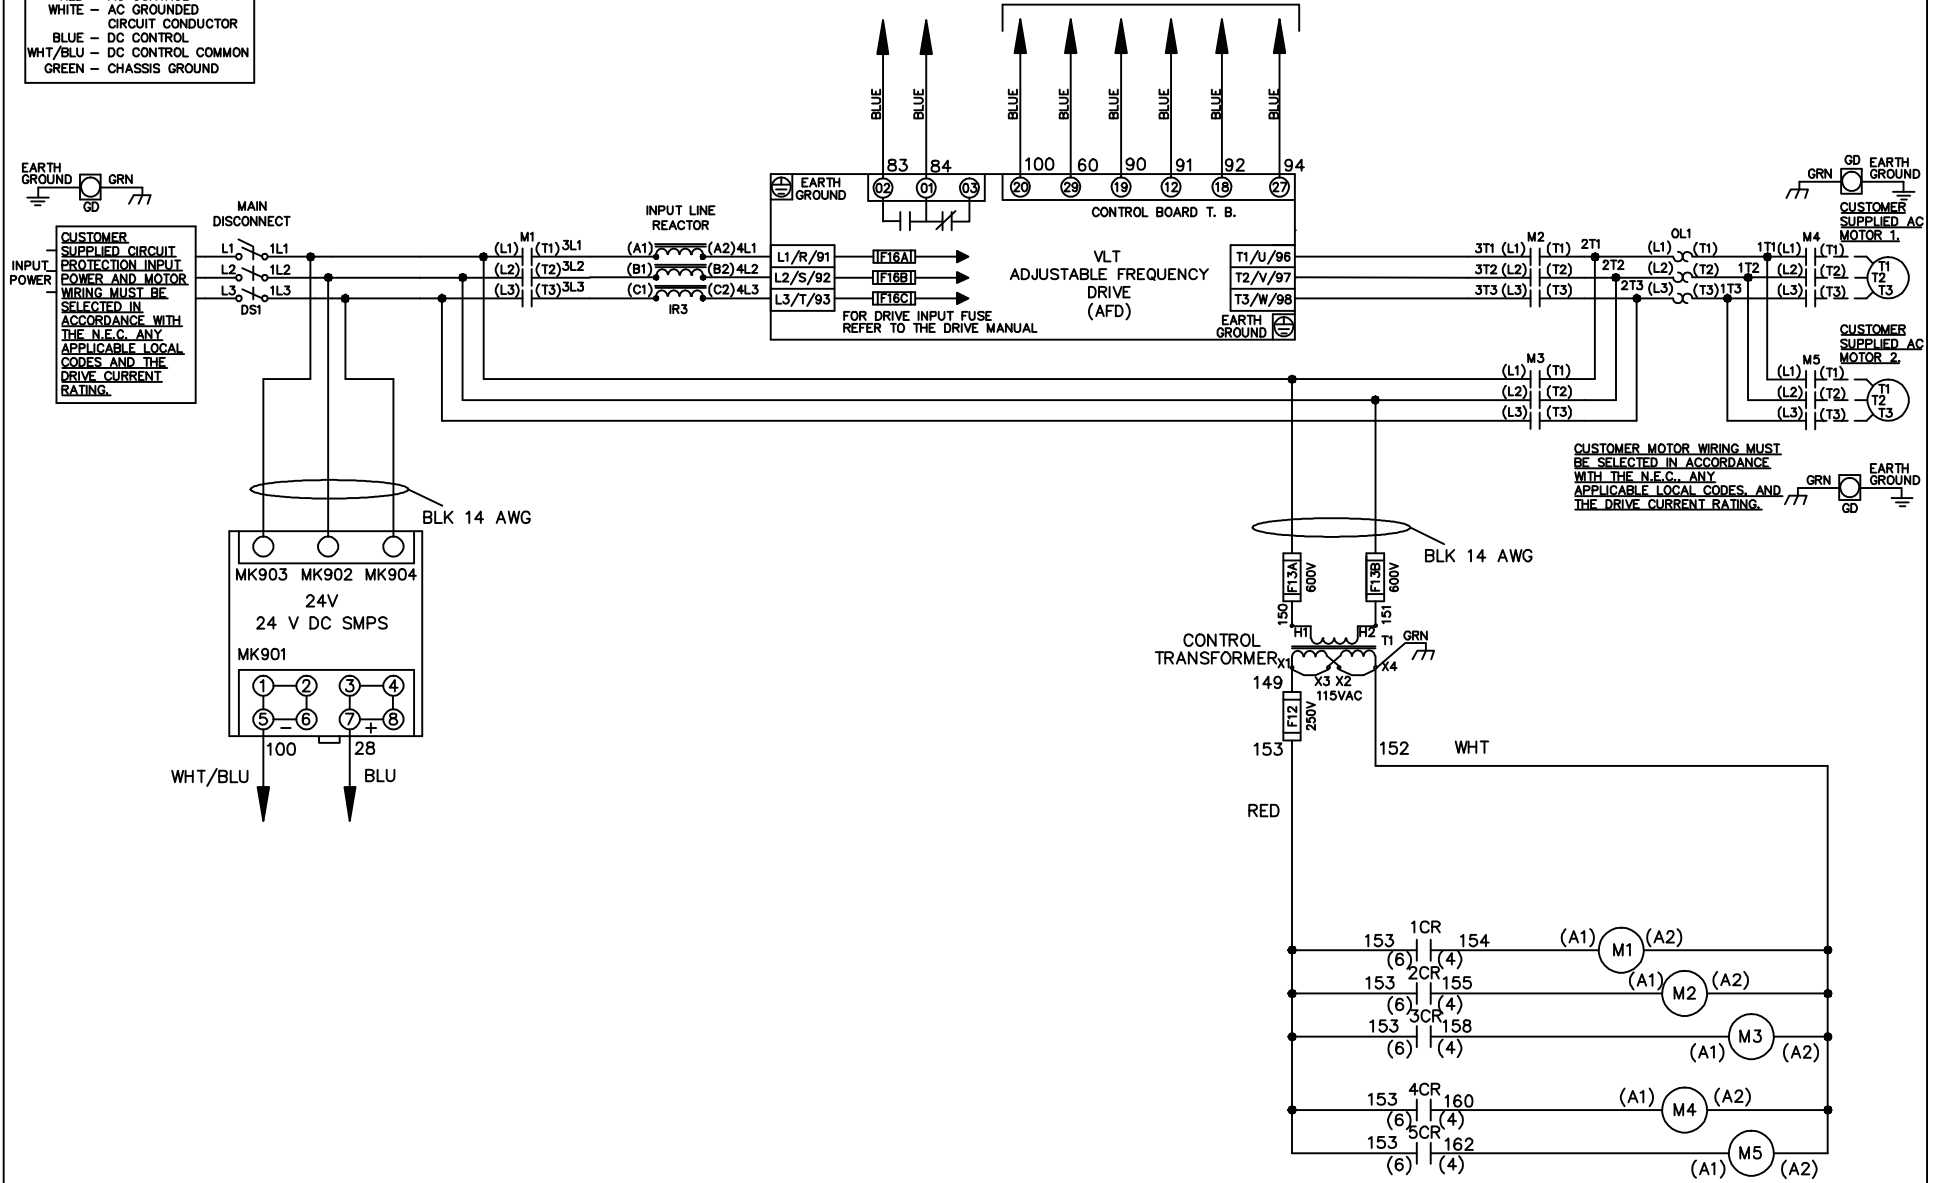 WHITE – AC GROUNDED
CIRCUIT CONDUCTOR
BLUE – DC CONTROL
WHT/BLU – DC CONTROL COMMON
GREEN – CHASSIS GROUND
BLUE BLUE BLUE BLUE BLUE BLUE BLUE BLUE
83 84 100 60 90 91 92 94
02 01 03 20 29 19 12 18 27
EARTH
GROUND
CONTROL BOARD T. B.
EARTH
GROUND
GRN
GD
MAIN
DISCONNECT
INPUT
POWER
CUSTOMER
SUPPLIED CIRCUIT
PROTECTION INPUT
POWER AND MOTOR
WIRING MUST BE
SELECTED IN
ACCORDANCE WITH
THE N.E.C. ANY
APPLICABLE LOCAL
CODES AND THE
DRIVE CURRENT
RATING.
L1 1L1
L2 1L2
L3 1L3
DS1
M1
(L1) (T1) 3L1
(L2) (T2) 3L2
(L3) (T3) 3L3
INPUT LINE
REACTOR
(A1) (A2) 4L1
(B1) (B2) 4L2
(C1) (C2) 4L3
IR3
L1/R/91 F16A
L2/S/92 F16B
L3/T/93 F16C
FOR DRIVE INPUT FUSE
REFER TO THE DRIVE MANUAL
VLT
ADJUSTABLE FREQUENCY
DRIVE
(AFD)
T1/U/96
T2/V/97
T3/W/98
EARTH
GROUND
M2
3T1 (L1) (T1) 2T1
3T2 (L2) (T2) 2T2
3T3 (L3) (T3) 2T3
OL1
(L1) (T1) 1T1
(L2) (T2) 1T2
(L3) (T3) 1T3
M4
(L1) (T1)
(L2) (T2)
(L3) (T3)
T1
T2
T3
GRN
GD
EARTH
GROUND
CUSTOMER
SUPPLIED AC
MOTOR 1.
M3
(L1) (T1)
(L2) (T2)
(L3) (T3)
CUSTOMER
SUPPLIED AC
MOTOR 2.
M5
(L1) (T1)
(L2) (T2)
(L3) (T3)
T1
T2
T3
CUSTOMER MOTOR WIRING MUST
BE SELECTED IN ACCORDANCE
WITH THE N.E.C., ANY
APPLICABLE LOCAL CODES, AND
THE DRIVE CURRENT RATING.
GRN
GD
EARTH
GROUND
BLK 14 AWG
MK903 MK902 MK904
24V
24 V DC SMPS
MK901
1 2 3 4
5 – 6 7 + 8
100 28
WHT/BLU BLU
BLK 14 AWG
F13A 600V
F13B 600V
150 151
H1 H2 T1 GRN
CONTROL
TRANSFORMER
X1 X3 X2 X4
115VAC
149
F12 250V
153 152 WHT
RED
1CR
153 154 (A1) M1 (A2)
(6) (4)
2CR
153 155 (A1) M2 (A2)
(6) (4)
3CR
153 158 M3
(6) (4) (A1) (A2)
4CR
153 160 (A1) M4 (A2)
(6) (4)
5CR
153 162 M5
(6) (4) (A1) (A2)